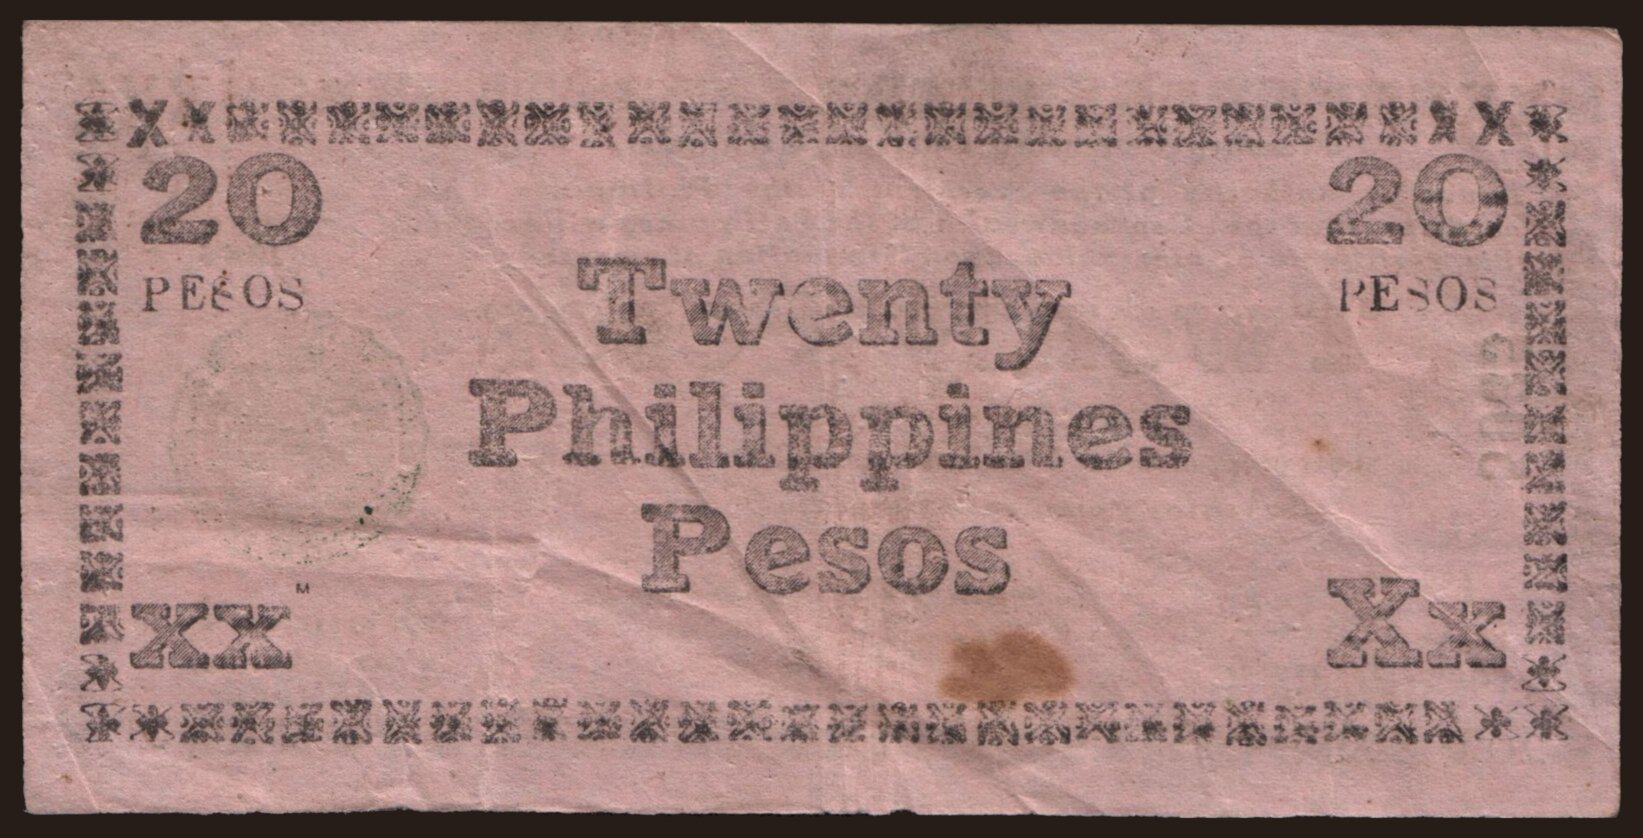 20 20
PESOS PESOS
Twenty
Philippines
Pesos
M
XX Xx